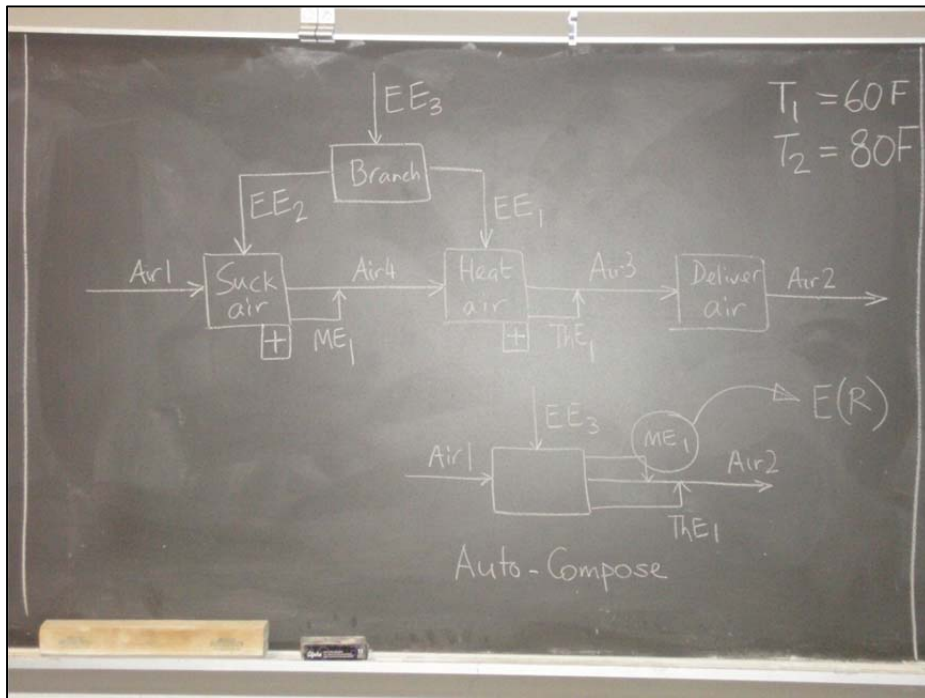 EE3
T1 = 60F
T2 = 80F
Branch
EE2
EE1
Air1
Suck
air
+
Air4
ME1
Heat
air
+
Air3
ThE1
Deliver
air
Air2
EE3
ME1
E(R)
Air1
Air2
ThE1
Auto-Compose